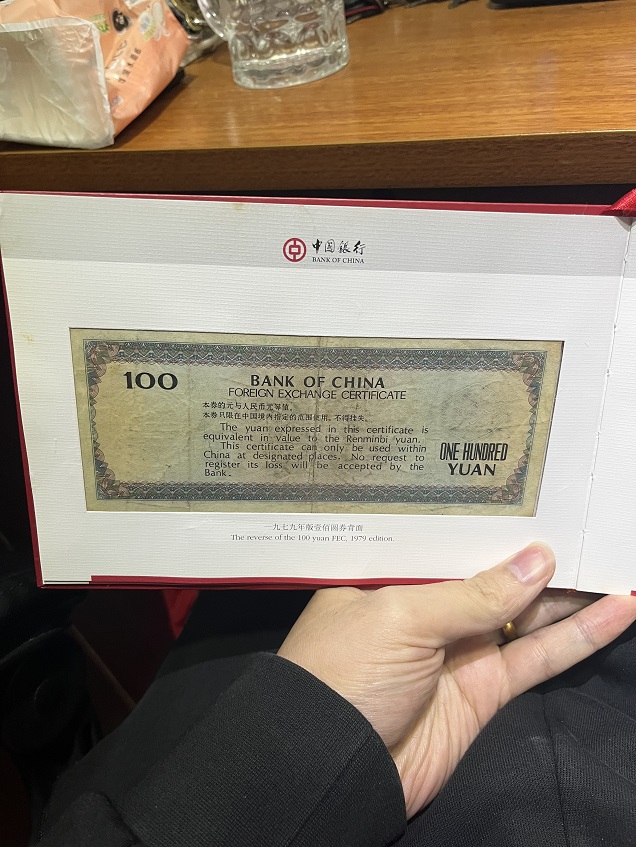 中国银行
BANK OF CHINA
100
BANK OF CHINA
FOREIGN EXCHANGE CERTIFICATE
本券的元与人民币元等值。
本券只限在中国境内指定的范围使用,不得挂失。
The yuan expressed in this certificate is
equivalent in value to the Renminbi yuan.
This certificate can only be used within
China at designated places. No request to
register its loss will be accepted by the
Bank.
ONE HUNDRED
YUAN
一九七九年版壹佰圆券背面
The reverse of the 100 yuan FEC, 1979 edition.